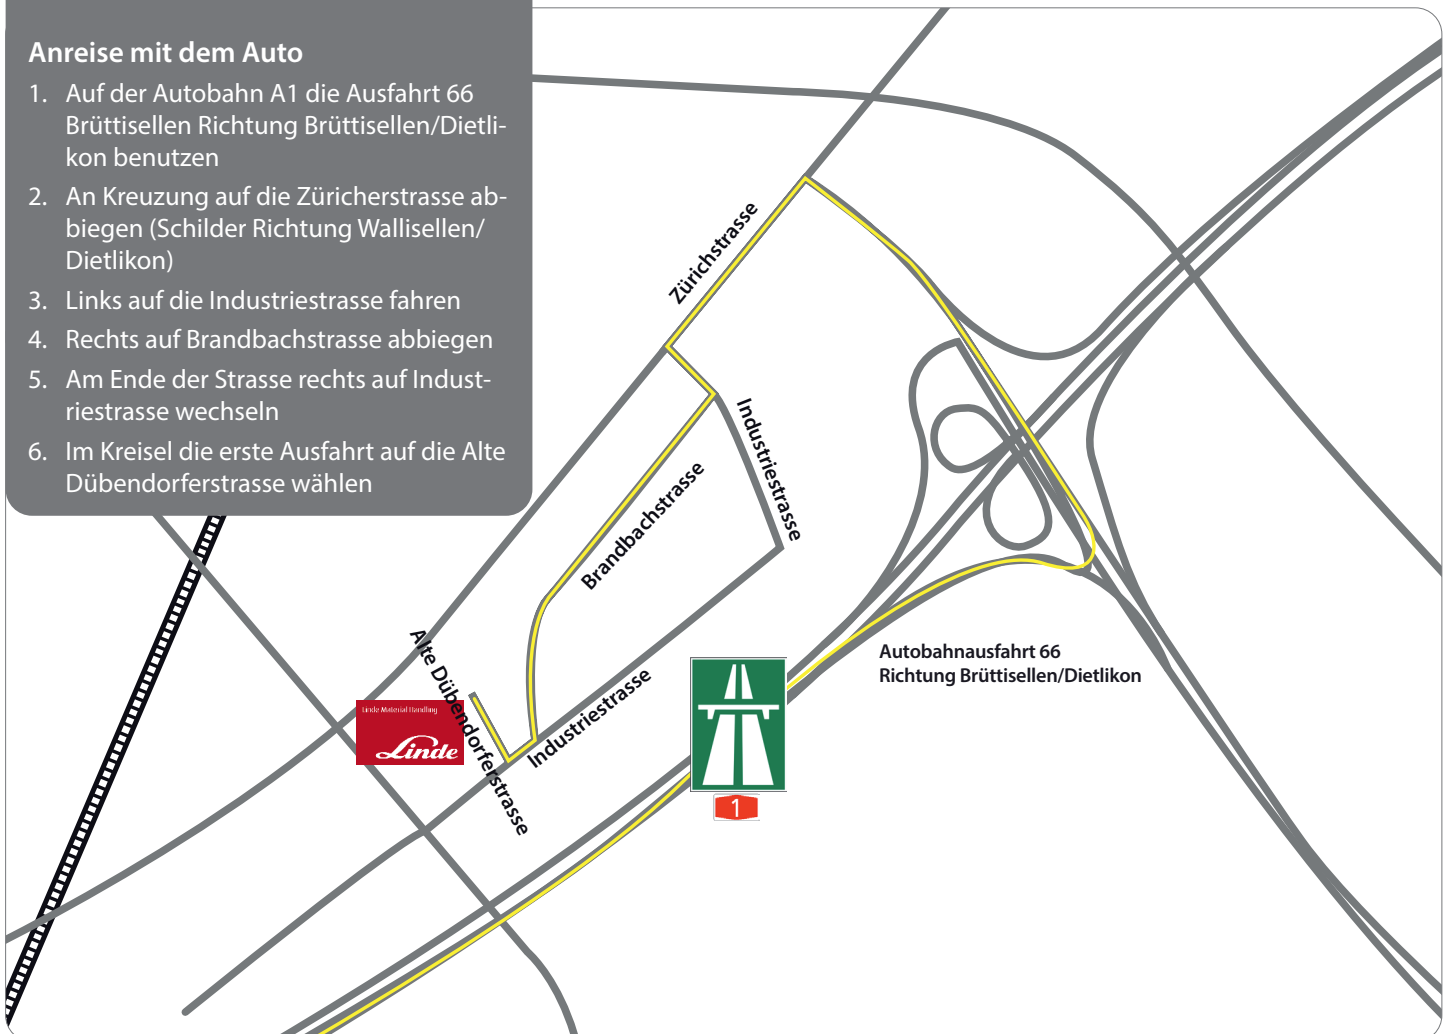 Anreise mit dem Auto
1. Auf der Autobahn A1 die Ausfahrt 66
Brüttisellen Richtung Brüttisellen/Dietli-
kon benutzen
2. An Kreuzung auf die Züricherstrasse ab-
biegen (Schilder Richtung Wallisellen/
Dietlikon)
3. Links auf die Industriestrasse fahren
4. Rechts auf Brandbachstrasse abbiegen
5. Am Ende der Strasse rechts auf Indust-
riestrasse wechseln
6. Im Kreisel die erste Ausfahrt auf die Alte
Dübendorferstrasse wählen
Zürichstrasse
Industriestrasse
Brandbachstrasse
Alte Dübendorferstrasse
Industriestrasse
Autobahnausfahrt 66
Richtung Brüttisellen/Dietlikon
Linde Material Handling
Linde
1